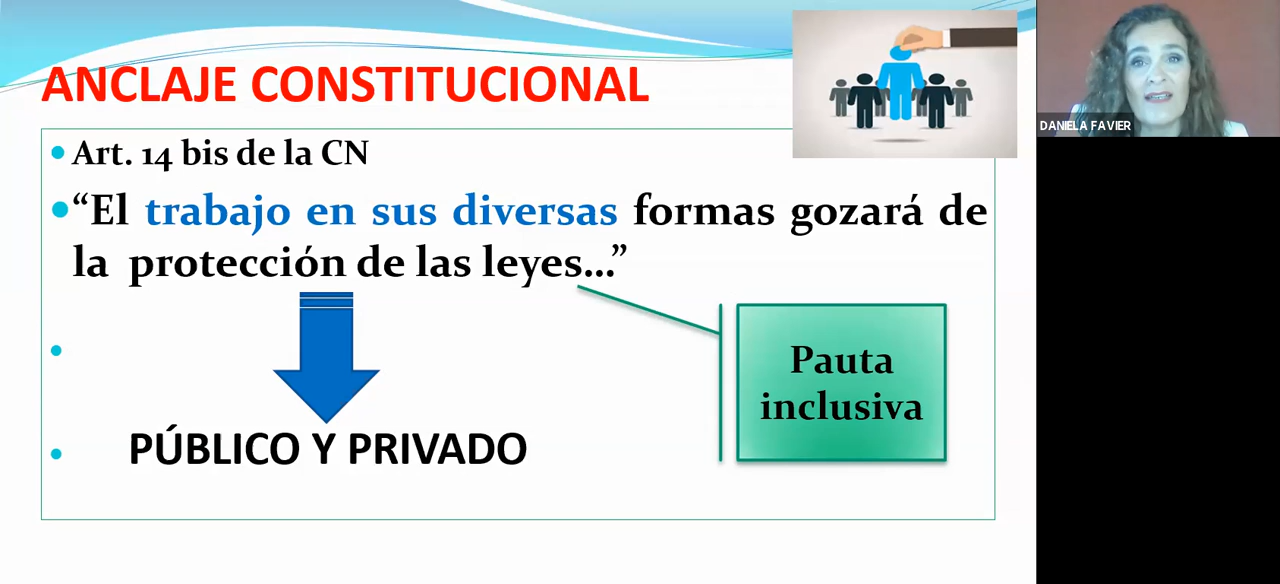 ANCLAJE CONSTITUCIONAL
Art. 14 bis de la CN
“El trabajo en sus diversas formas gozará de
la protección de las leyes...”
Pauta
inclusiva
PÚBLICO Y PRIVADO
DANIELA FAVIER